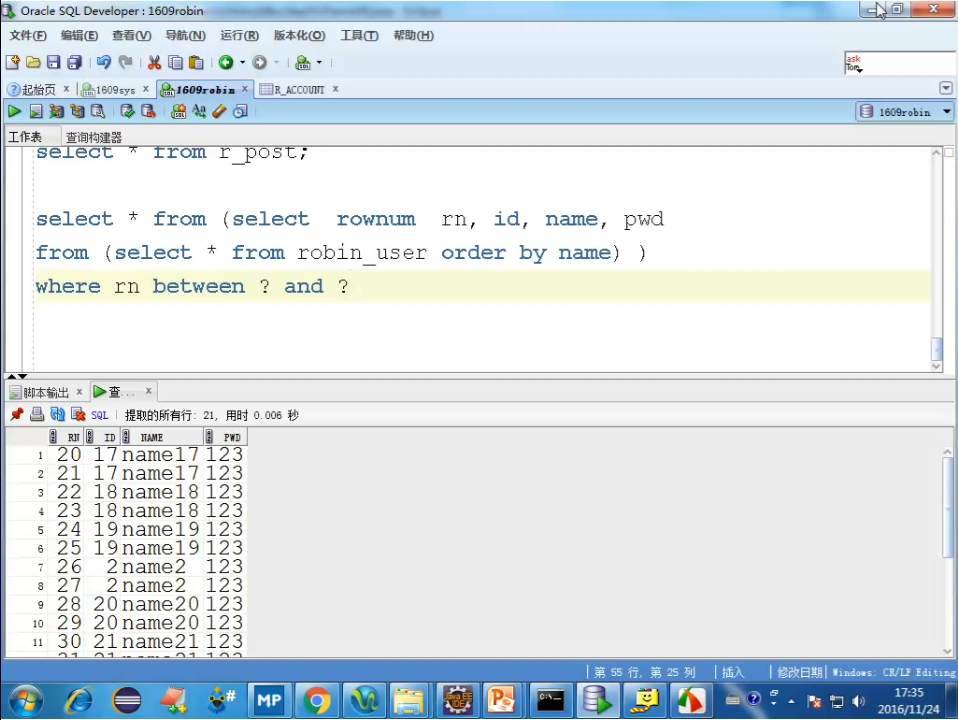 Oracle SQL Developer : 1609robin
文件(F) 编辑(E) 查看(V) 导航(N) 运行(R) 版本化(O) 工具(T) 帮助(H)
ask
Tom
起始页 × 1609sys × 1609robin × R_ACCOUNT ×
1609robin
工作表 查询构建器
select * from r_post;
select * from (select rownum rn, id, name, pwd
from (select * from robin_user order by name) )
where rn between ? and ?
脚本输出 × 查... ×
SQL | 提取的所有行: 21, 用时 0.006 秒
RN ID NAME PWD
1 20 17 name17 123
2 21 17 name17 123
3 22 18 name18 123
4 23 18 name18 123
5 24 19 name19 123
6 25 19 name19 123
7 26 2 name2 123
8 27 2 name2 123
9 28 20 name20 123
10 29 20 name20 123
11 30 21 name21 123
第 55 行, 第 25 列 | 插入 | 修改日期 | Windows: CR/LF Editing
MP
17:35
2016/11/24